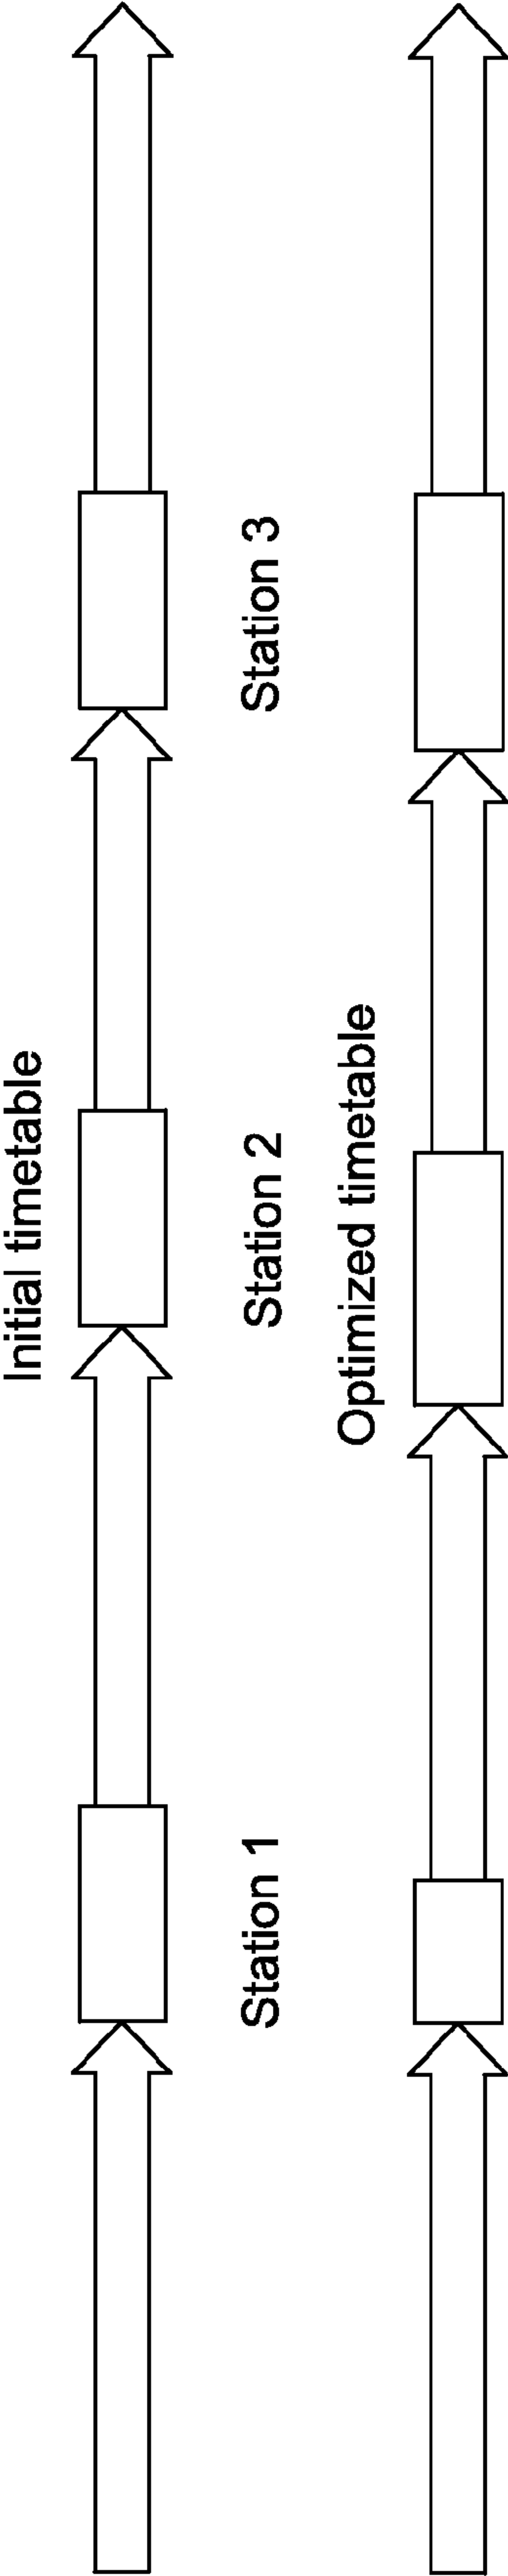 Initial timetable
Station 1
Station 2
Station 3
Optimized timetable